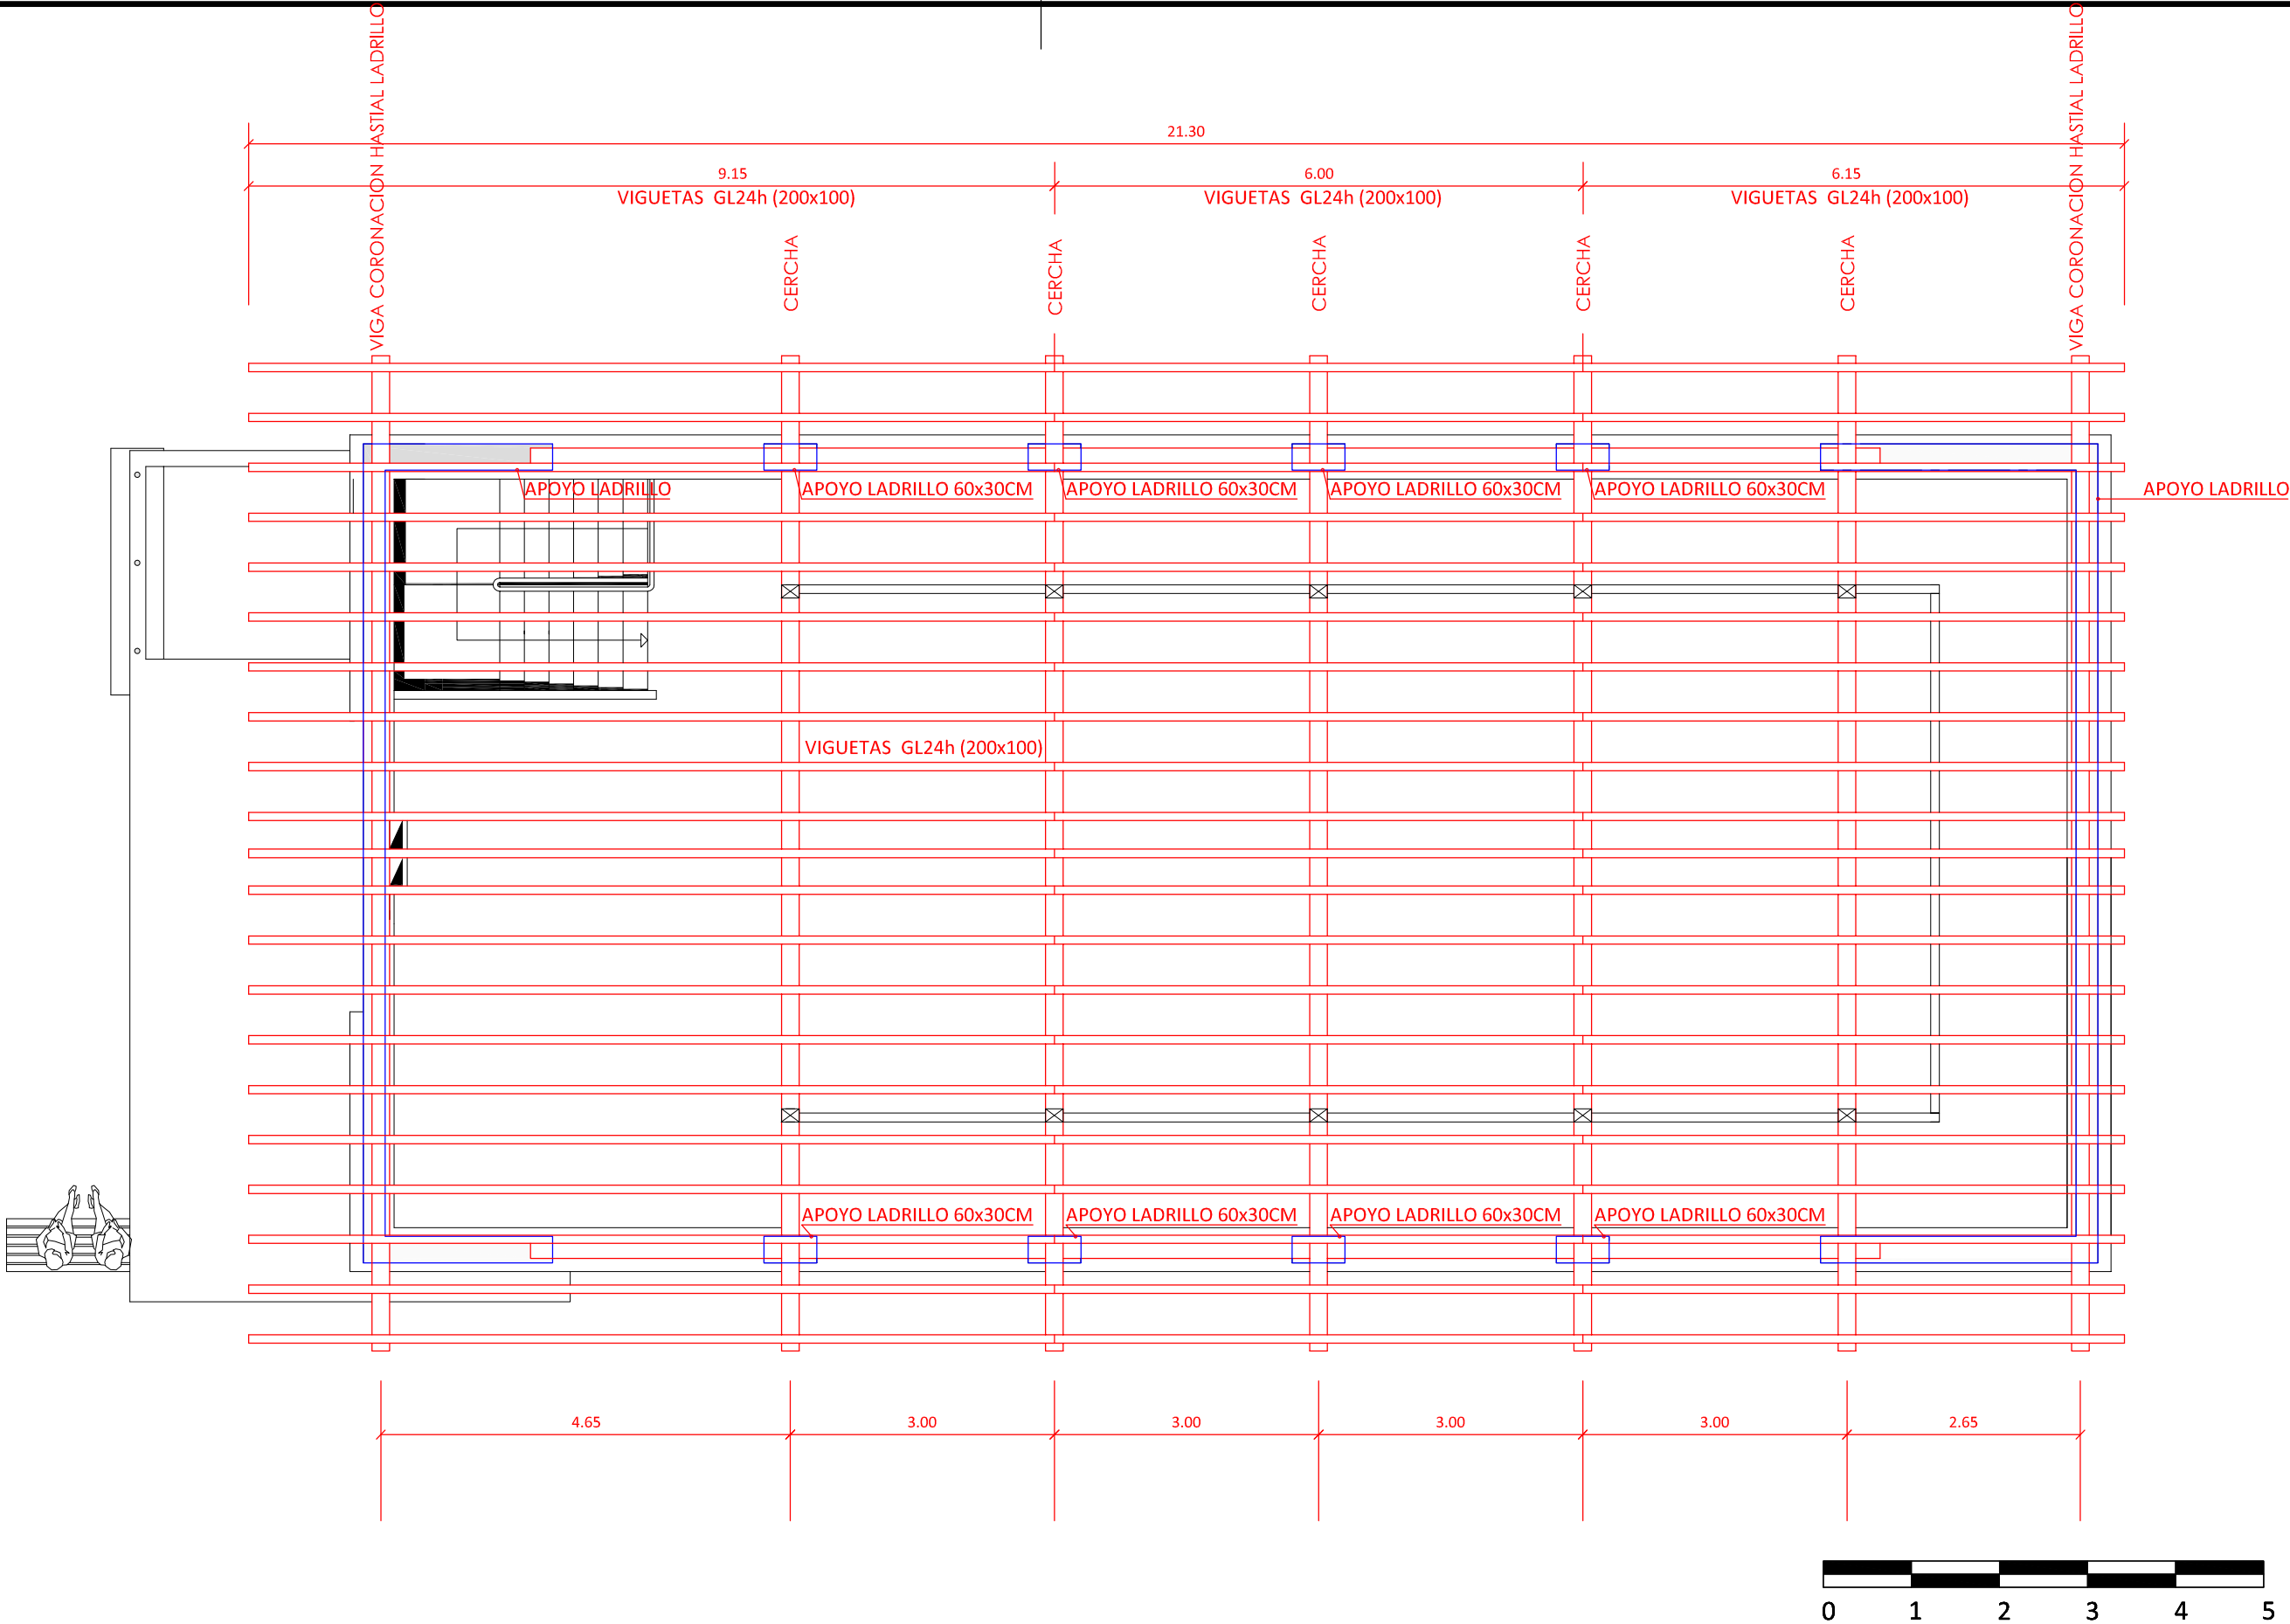 VIGA CORONACION HASTIAL LADRILLO
VIGA CORONACION HASTIAL LADRILLO
21.30
9.15
6.00
6.15
VIGUETAS GL24h (200x100)
VIGUETAS GL24h (200x100)
VIGUETAS GL24h (200x100)
CERCHA
CERCHA
CERCHA
CERCHA
CERCHA
APOYO LADRILLO
APOYO LADRILLO 60x30CM
APOYO LADRILLO 60x30CM
APOYO LADRILLO 60x30CM
APOYO LADRILLO 60x30CM
APOYO LADRILLO
VIGUETAS GL24h (200x100)
APOYO LADRILLO 60x30CM
APOYO LADRILLO 60x30CM
APOYO LADRILLO 60x30CM
APOYO LADRILLO 60x30CM
4.65
3.00
3.00
3.00
3.00
2.65
0 1 2 3 4 5